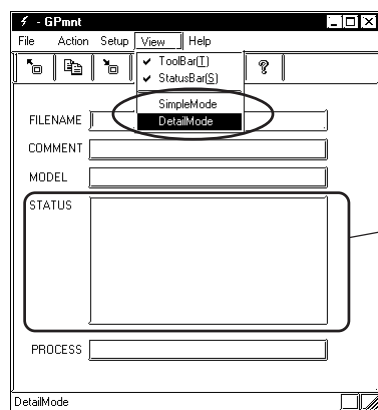 - GPmnt
File Action Setup View Help
✓ ToolBar(T)
✓ StatusBar(S)
SimpleMode
DetailMode
?
FILENAME
COMMENT
MODEL
STATUS
PROCESS
DetailMode